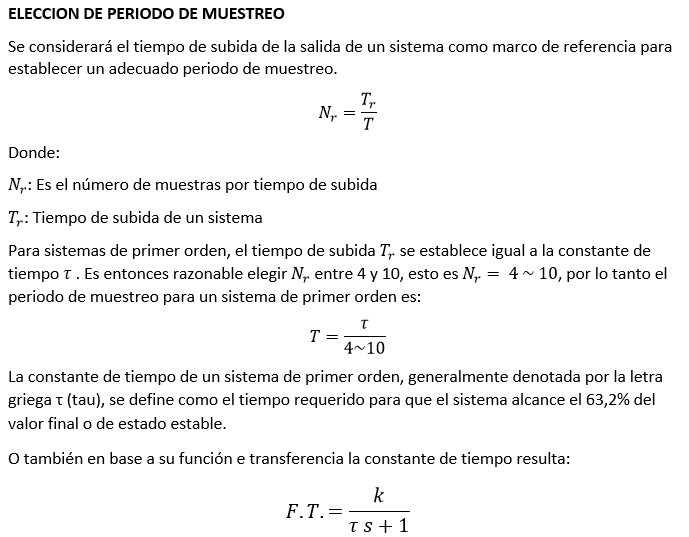 ELECCION DE PERIODO DE MUESTREO
Se considerará el tiempo de subida de la salida de un sistema como marco de referencia para
establecer un adecuado periodo de muestreo.
N_r = T_r / T
Donde:
N_r: Es el número de muestras por tiempo de subida
T_r: Tiempo de subida de un sistema
Para sistemas de primer orden, el tiempo de subida T_r se establece igual a la constante de
tiempo τ . Es entonces razonable elegir N_r entre 4 y 10, esto es N_r = 4 ~ 10, por lo tanto el
periodo de muestreo para un sistema de primer orden es:
T = τ / 4~10
La constante de tiempo de un sistema de primer orden, generalmente denotada por la letra
griega τ (tau), se define como el tiempo requerido para que el sistema alcance el 63,2% del
valor final o de estado estable.
O también en base a su función e transferencia la constante de tiempo resulta:
F.T. = k / τ s + 1